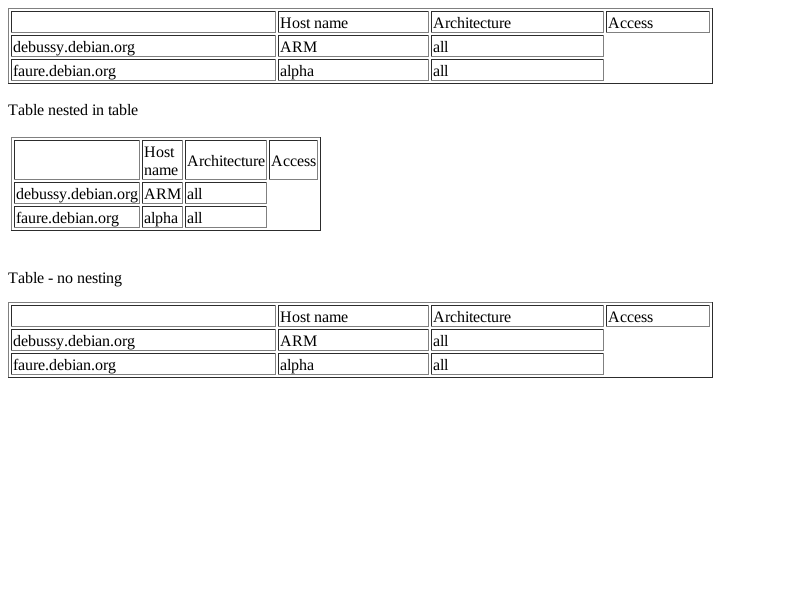 Host name Architecture Access
debussy.debian.org ARM all
faure.debian.org alpha all
Table nested in table
Host name Architecture Access
debussy.debian.org ARM all
faure.debian.org alpha all
Table - no nesting
Host name Architecture Access
debussy.debian.org ARM all
faure.debian.org alpha all